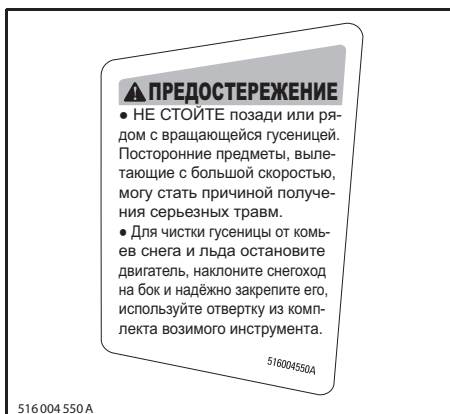 ПРЕДОСТЕРЕЖЕНИЕ
● НЕ СТОЙТЕ позади или ря-
дом с вращающейся гусеницей.
Посторонние предметы, выле-
тающие с большой скоростью,
могу стать причиной получе-
ния серьезных травм.
● Для чистки гусеницы от комь-
ев снега и льда остановите
двигатель, наклоните снегоход
на бок и надёжно закрепите его,
используйте отвертку из комп-
лекта возимого инструмента.
516004550A
516 004 550 A